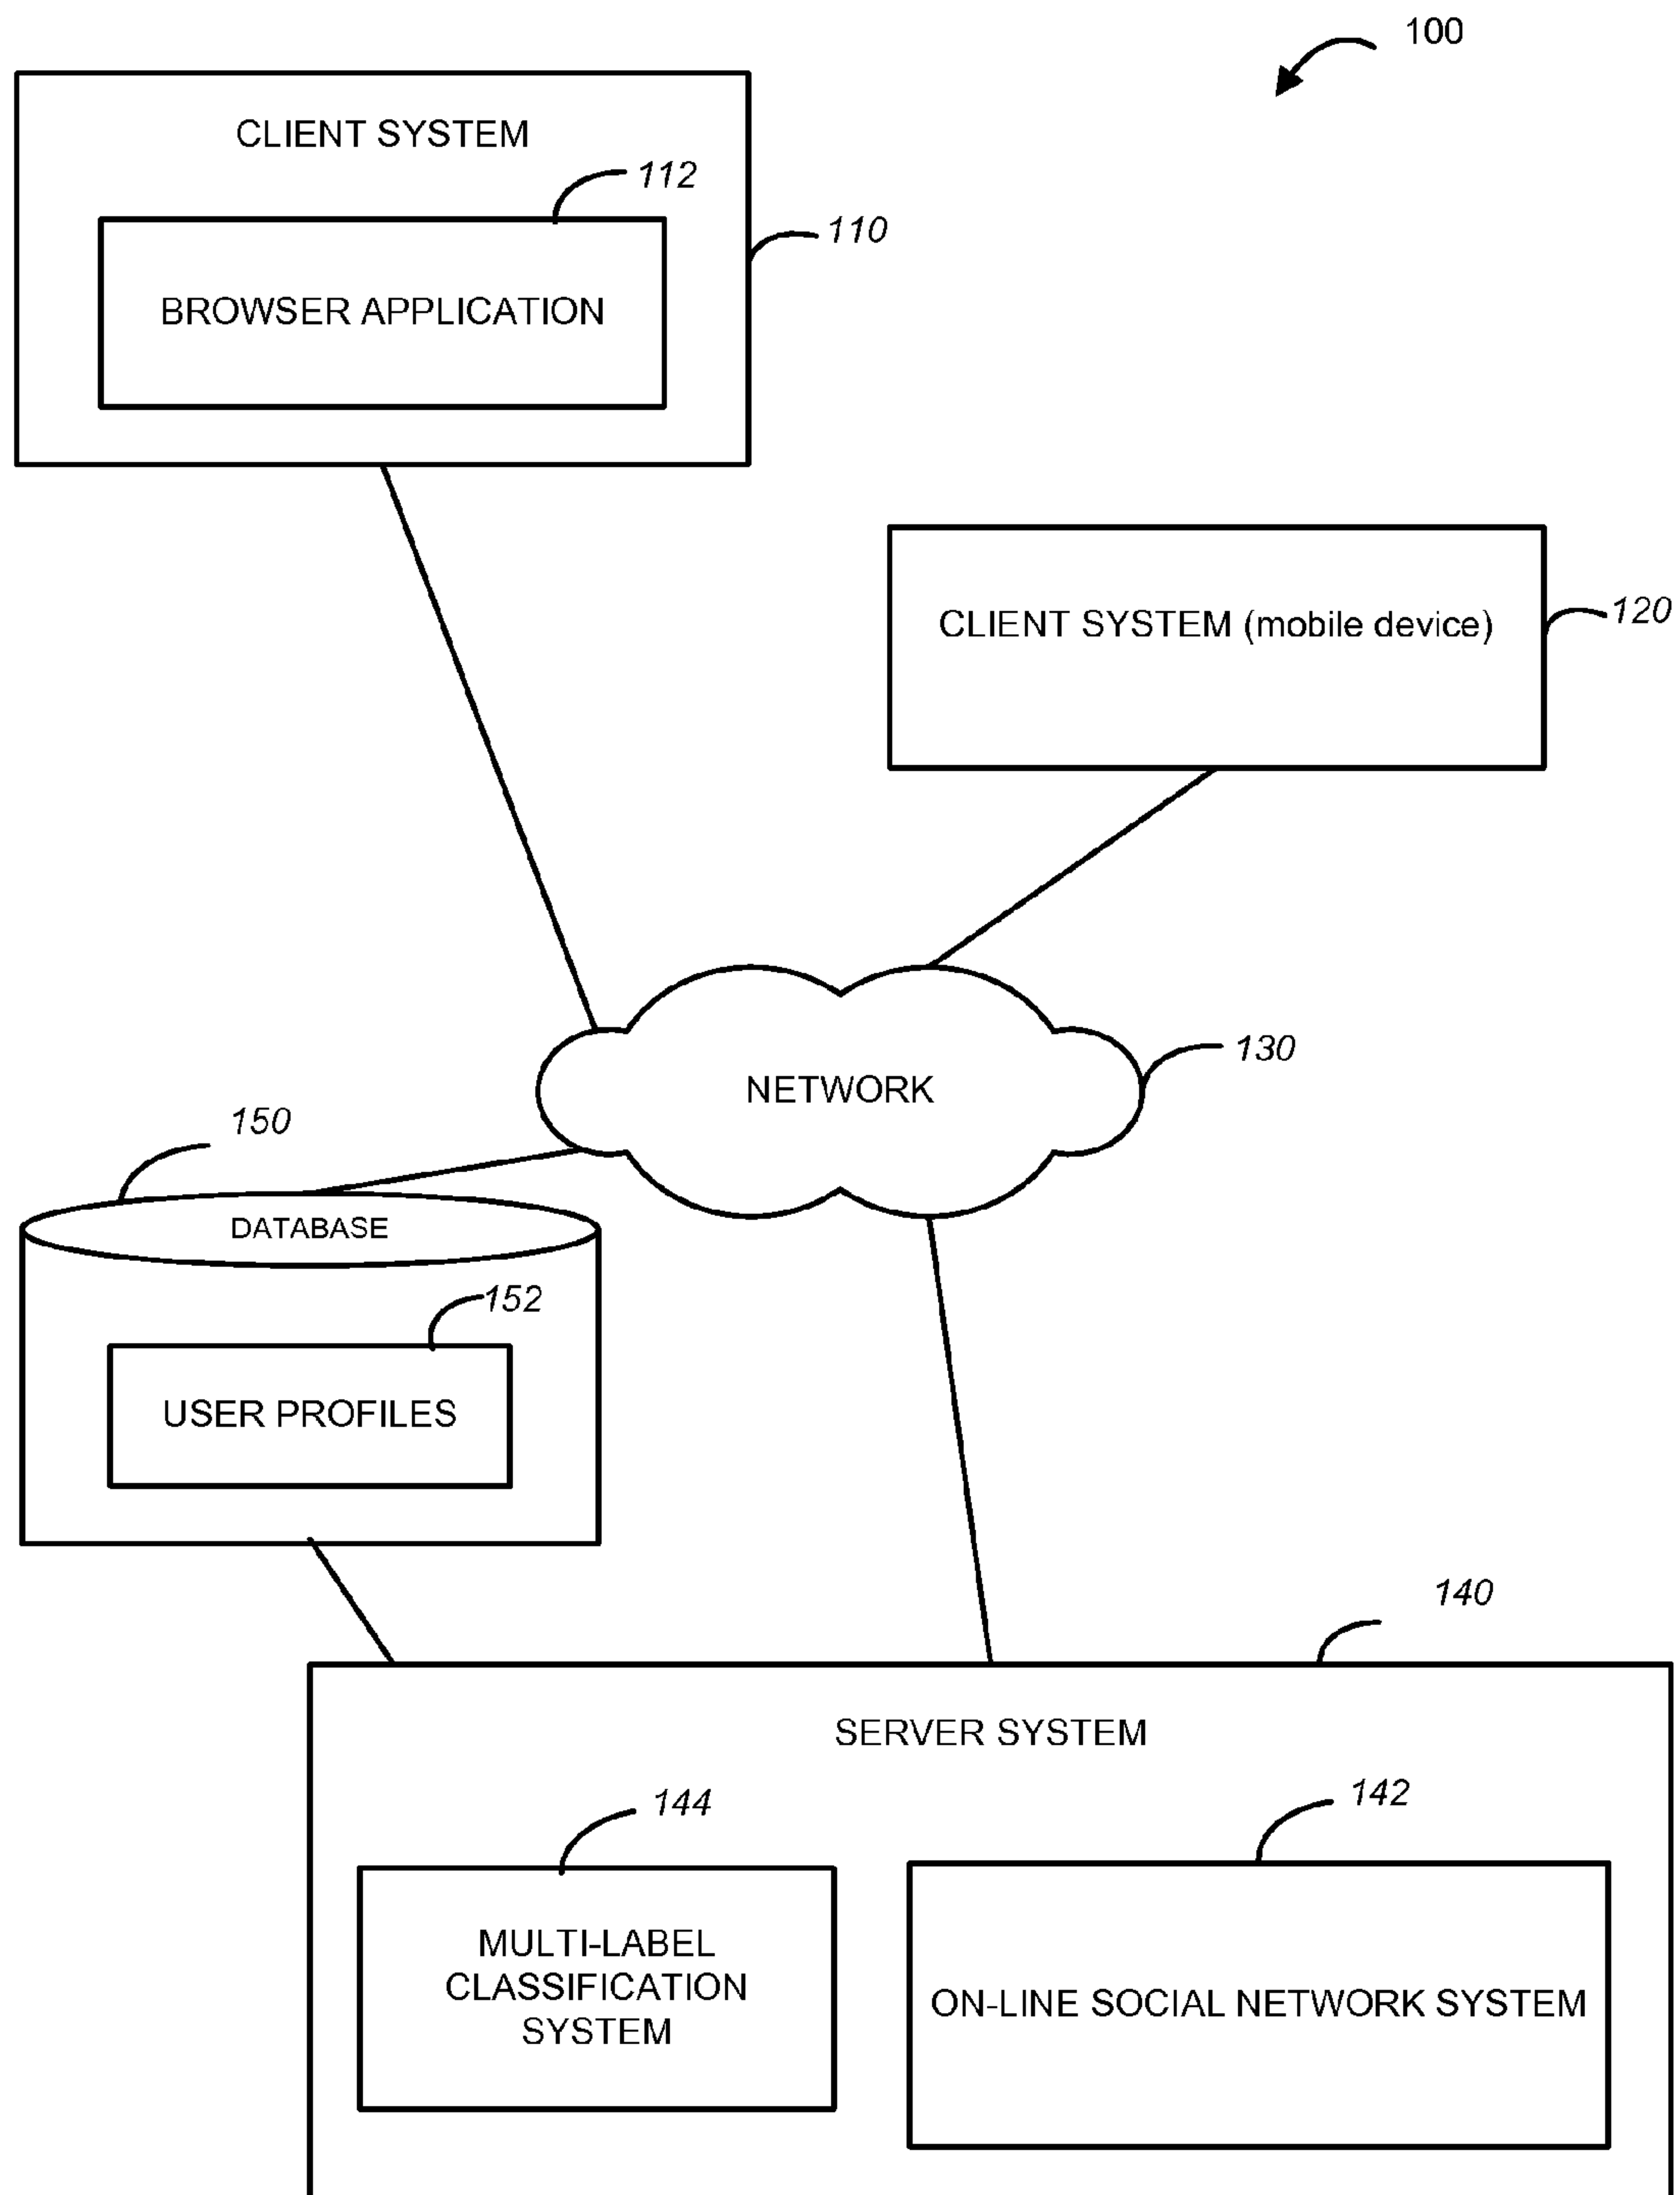 100
CLIENT SYSTEM
112
110
BROWSER APPLICATION
CLIENT SYSTEM (mobile device)
120
130
NETWORK
150
DATABASE
152
USER PROFILES
140
SERVER SYSTEM
144
142
MULTI-LABEL
CLASSIFICATION
SYSTEM
ON-LINE SOCIAL NETWORK SYSTEM